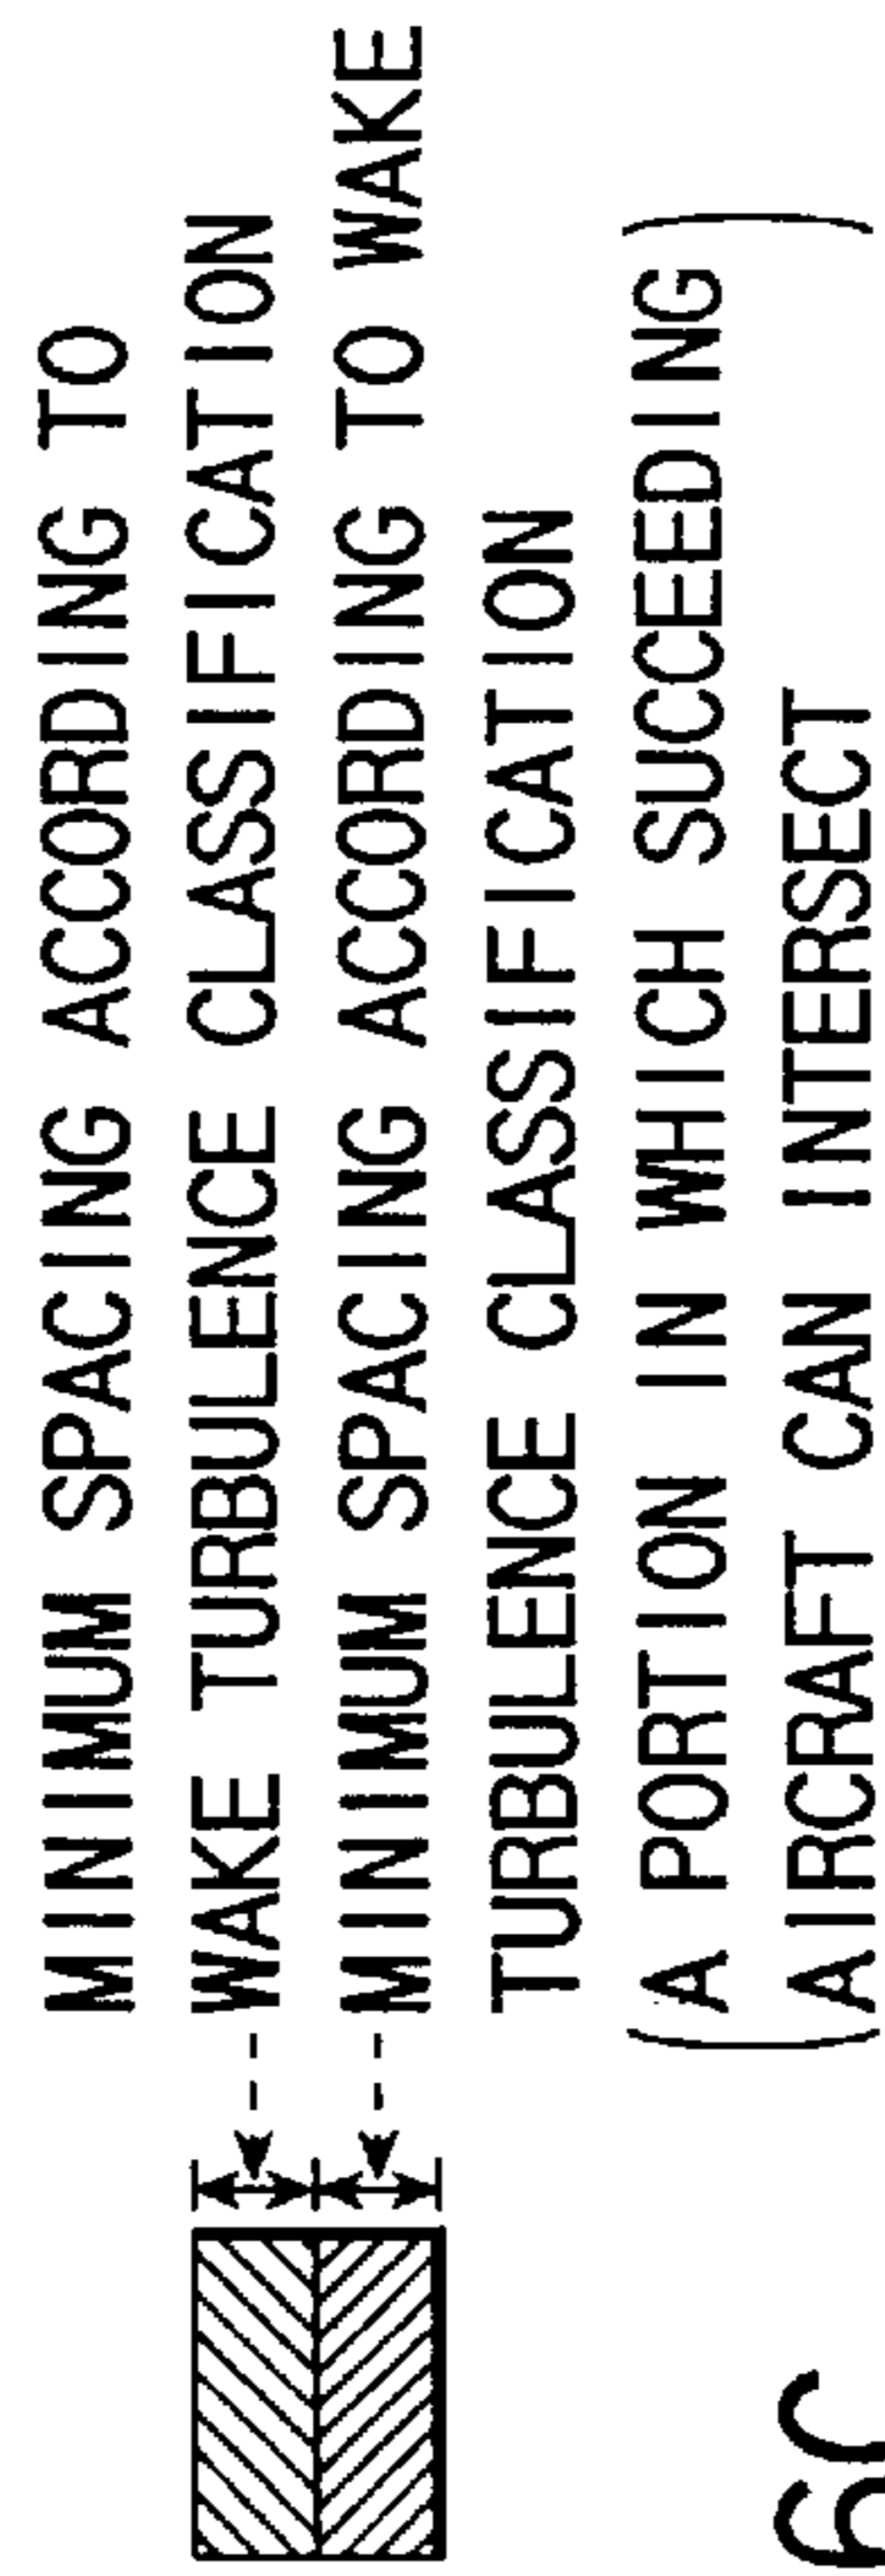 MINIMUM SPACING ACCORDING TO
WAKE TURBULENCE CLASSIFICATION
MINIMUM SPACING ACCORDING TO WAKE
TURBULENCE CLASSIFICATION
(A PORTION IN WHICH SUCCEEDING
AIRCRAFT CAN INTERSECT)
6C